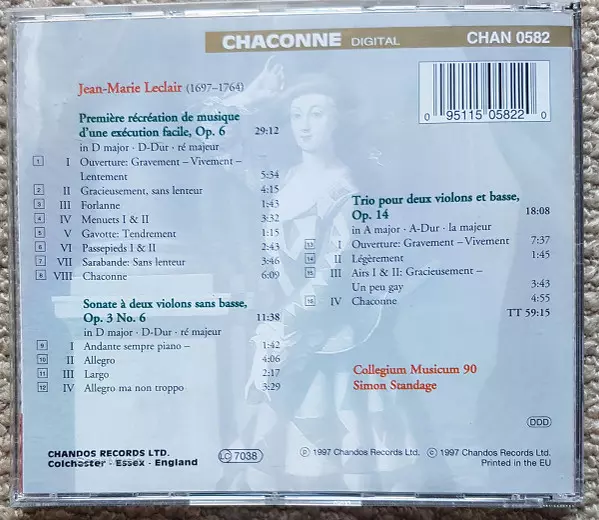 CHACONNE DIGITAL CHAN 0582
0 95115 05822 0
Jean-Marie Leclair (1697–1764)
Première récréation de musique
d'une exécution facile, Op. 6 29:12
in D major · D-Dur · ré majeur
1 I Ouverture: Gravement – Vivement –
Lentement 5:34
2 II Gracieusement, sans lenteur 4:15
3 III Forlanne 1:43
4 IV Menuets I & II 3:32
5 V Gavotte: Tendrement 1:15
6 VI Passepieds I & II 2:43
7 VII Sarabande: Sans lenteur 3:46
8 VIII Chaconne 6:09
Sonate à deux violons sans basse,
Op. 3 No. 6 11:38
in D major · D-Dur · ré majeur
9 I Andante sempre piano – 1:42
10 II Allegro 4:06
11 III Largo 2:17
12 IV Allegro ma non troppo 3:29
Trio pour deux violons et basse,
Op. 14 18:08
in A major · A-Dur · la majeur
13 I Ouverture: Gravement – Vivement 7:37
14 II Légèrement 1:45
15 III Airs I & II: Gracieusement –
Un peu gay 3:43
16 IV Chaconne 4:55
TT 59:15
Collegium Musicum 90
Simon Standage
DDD
CHANDOS RECORDS LTD.
Colchester - Essex - England
LC 7038
℗ 1997 Chandos Records Ltd. © 1997 Chandos Records Ltd.
Printed in the EU